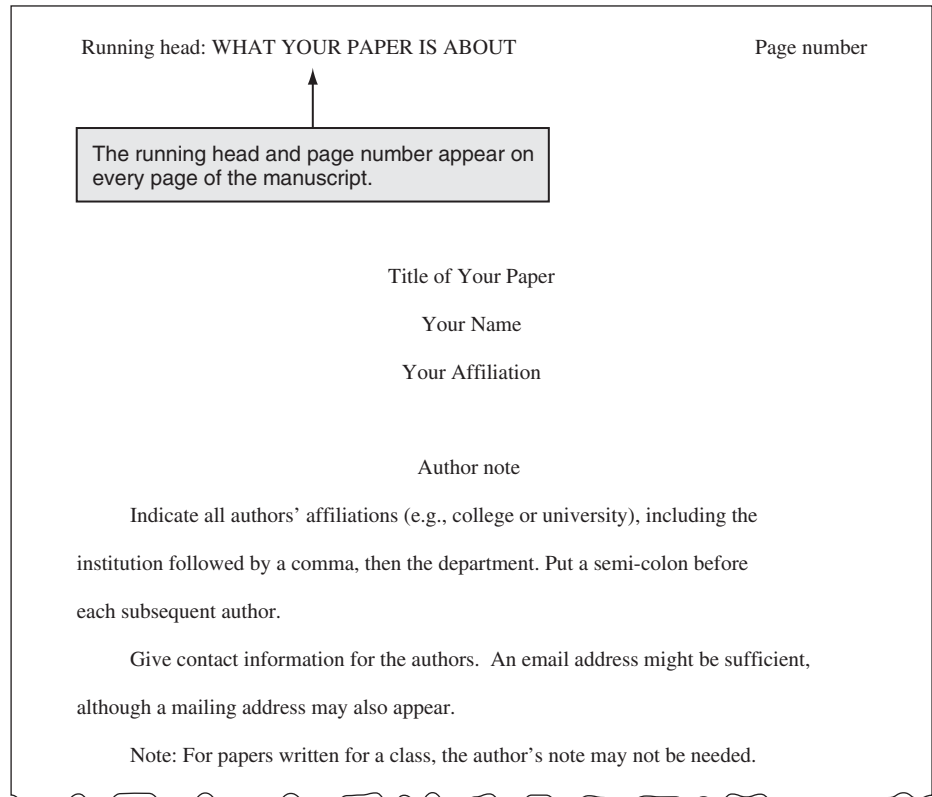 Running head: WHAT YOUR PAPER IS ABOUT Page number
The running head and page number appear on
every page of the manuscript.
Title of Your Paper
Your Name
Your Affiliation
Author note
Indicate all authors’ affiliations (e.g., college or university), including the
institution followed by a comma, then the department. Put a semi-colon before
each subsequent author.
Give contact information for the authors.  An email address might be sufficient,
although a mailing address may also appear.
Note: For papers written for a class, the author’s note may not be needed.